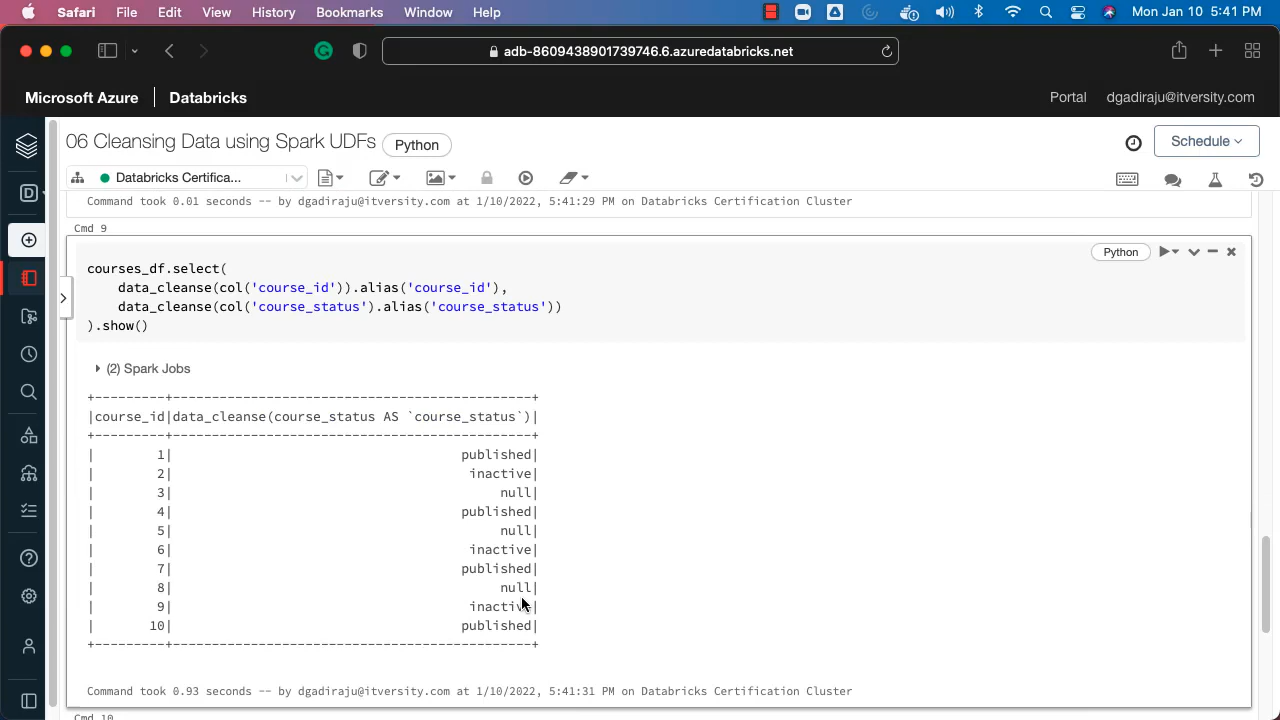 Safari File Edit View History Bookmarks Window Help Mon Jan 10 5:41 PM
adb-8609438901739746.6.azuredatabricks.net
Microsoft Azure Databricks Portal dgadiraju@itversity.com
06 Cleansing Data using Spark UDFs Python Schedule
D Databricks Certifica...
Command took 0.01 seconds -- by dgadiraju@itversity.com at 1/10/2022, 5:41:29 PM on Databricks Certification Cluster
Cmd 9
Python
courses_df.select(
    data_cleanse(col('course_id')).alias('course_id'),
    data_cleanse(col('course_status').alias('course_status'))
).show()
(2) Spark Jobs
+---------+------------------------------------------------+
|course_id|data_cleanse(course_status AS `course_status`)|
+---------+------------------------------------------------+
|        1|                                     published|
|        2|                                      inactive|
|        3|                                          null|
|        4|                                     published|
|        5|                                          null|
|        6|                                      inactive|
|        7|                                     published|
|        8|                                          null|
|        9|                                      inactive|
|       10|                                     published|
+---------+------------------------------------------------+
Command took 0.93 seconds -- by dgadiraju@itversity.com at 1/10/2022, 5:41:31 PM on Databricks Certification Cluster
Cmd 10